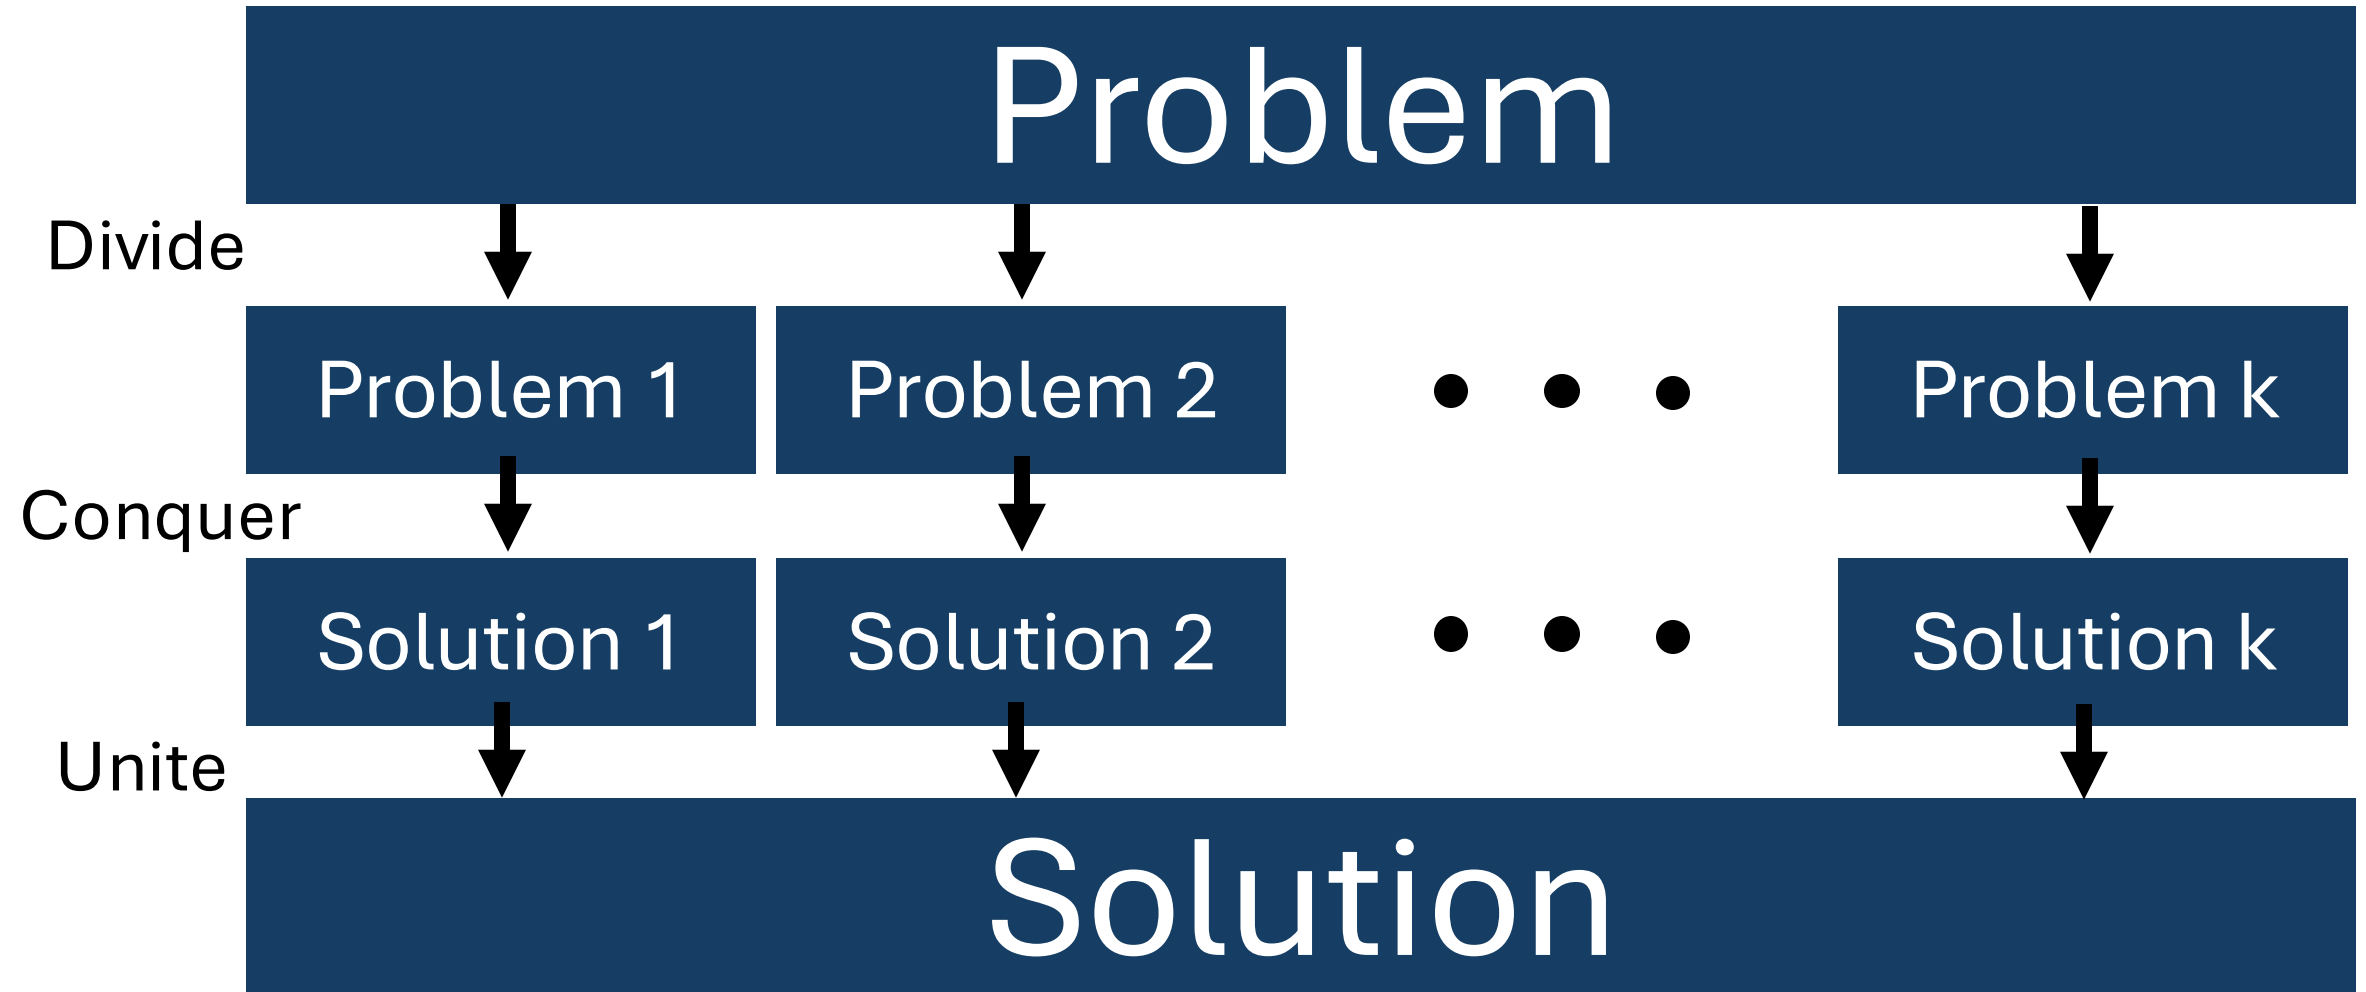 Problem
Divide
Problem 1 Problem 2 Problem k
Conquer
Solution 1 Solution 2 Solution k
Unite
Solution